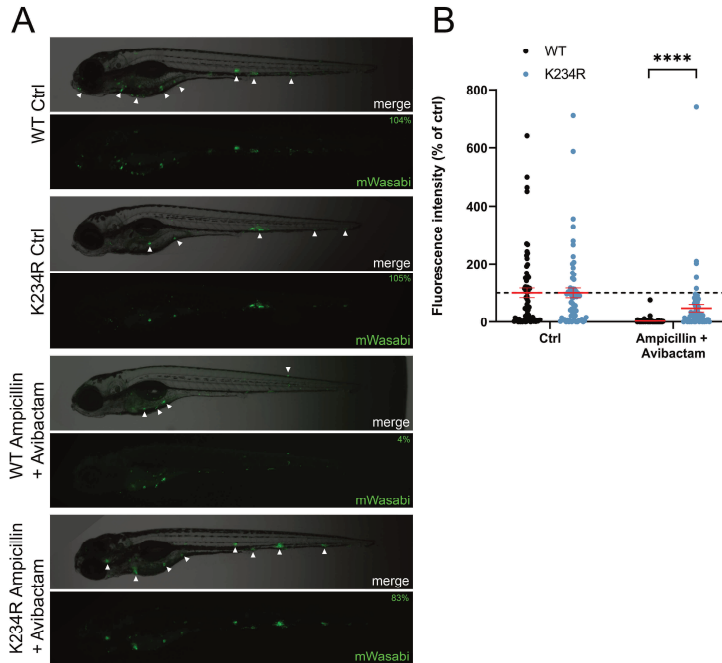 A
WT Ctrl
merge
104%
mWasabi
K234R Ctrl
merge
105%
mWasabi
WT Ampicillin
+ Avibactam
merge
4%
mWasabi
K234R Ampicillin
+ Avibactam
merge
83%
mWasabi
B
WT
K234R
****
Fluorescence intensity (% of ctrl)
800
600
400
200
0
Ctrl
Ampicillin +
Avibactam